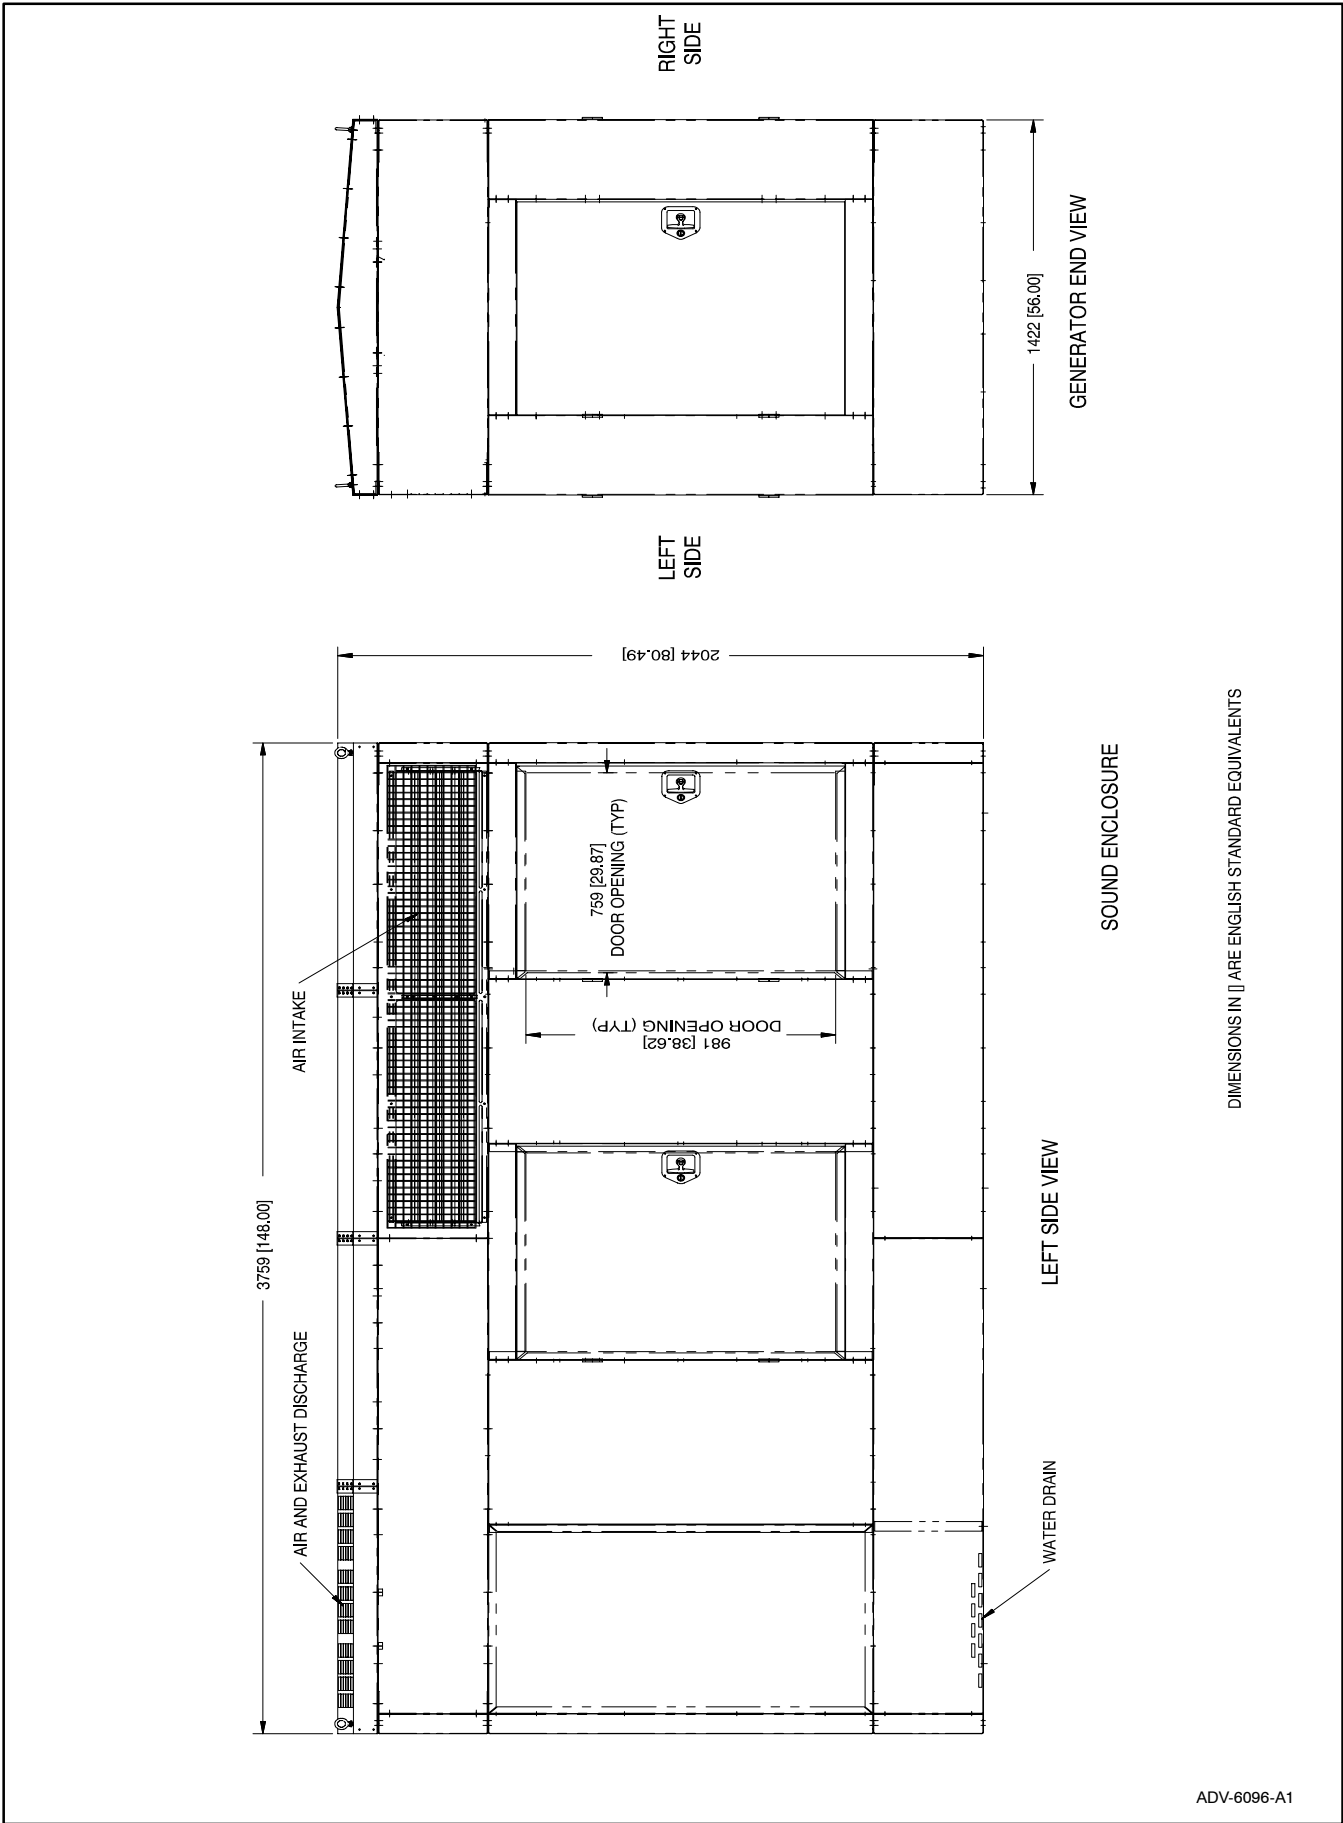 3759 [148.00]
AIR AND EXHAUST DISCHARGE
AIR INTAKE
2044 [80.49]
759 [29.87]
DOOR OPENING (TYP)
981 [38.62]
DOOR OPENING (TYP)
WATER DRAIN
LEFT SIDE VIEW
SOUND ENCLOSURE
LEFT
SIDE
RIGHT
SIDE
1422 [56.00]
GENERATOR END VIEW
DIMENSIONS IN [] ARE ENGLISH STANDARD EQUIVALENTS
ADV-6096-A1